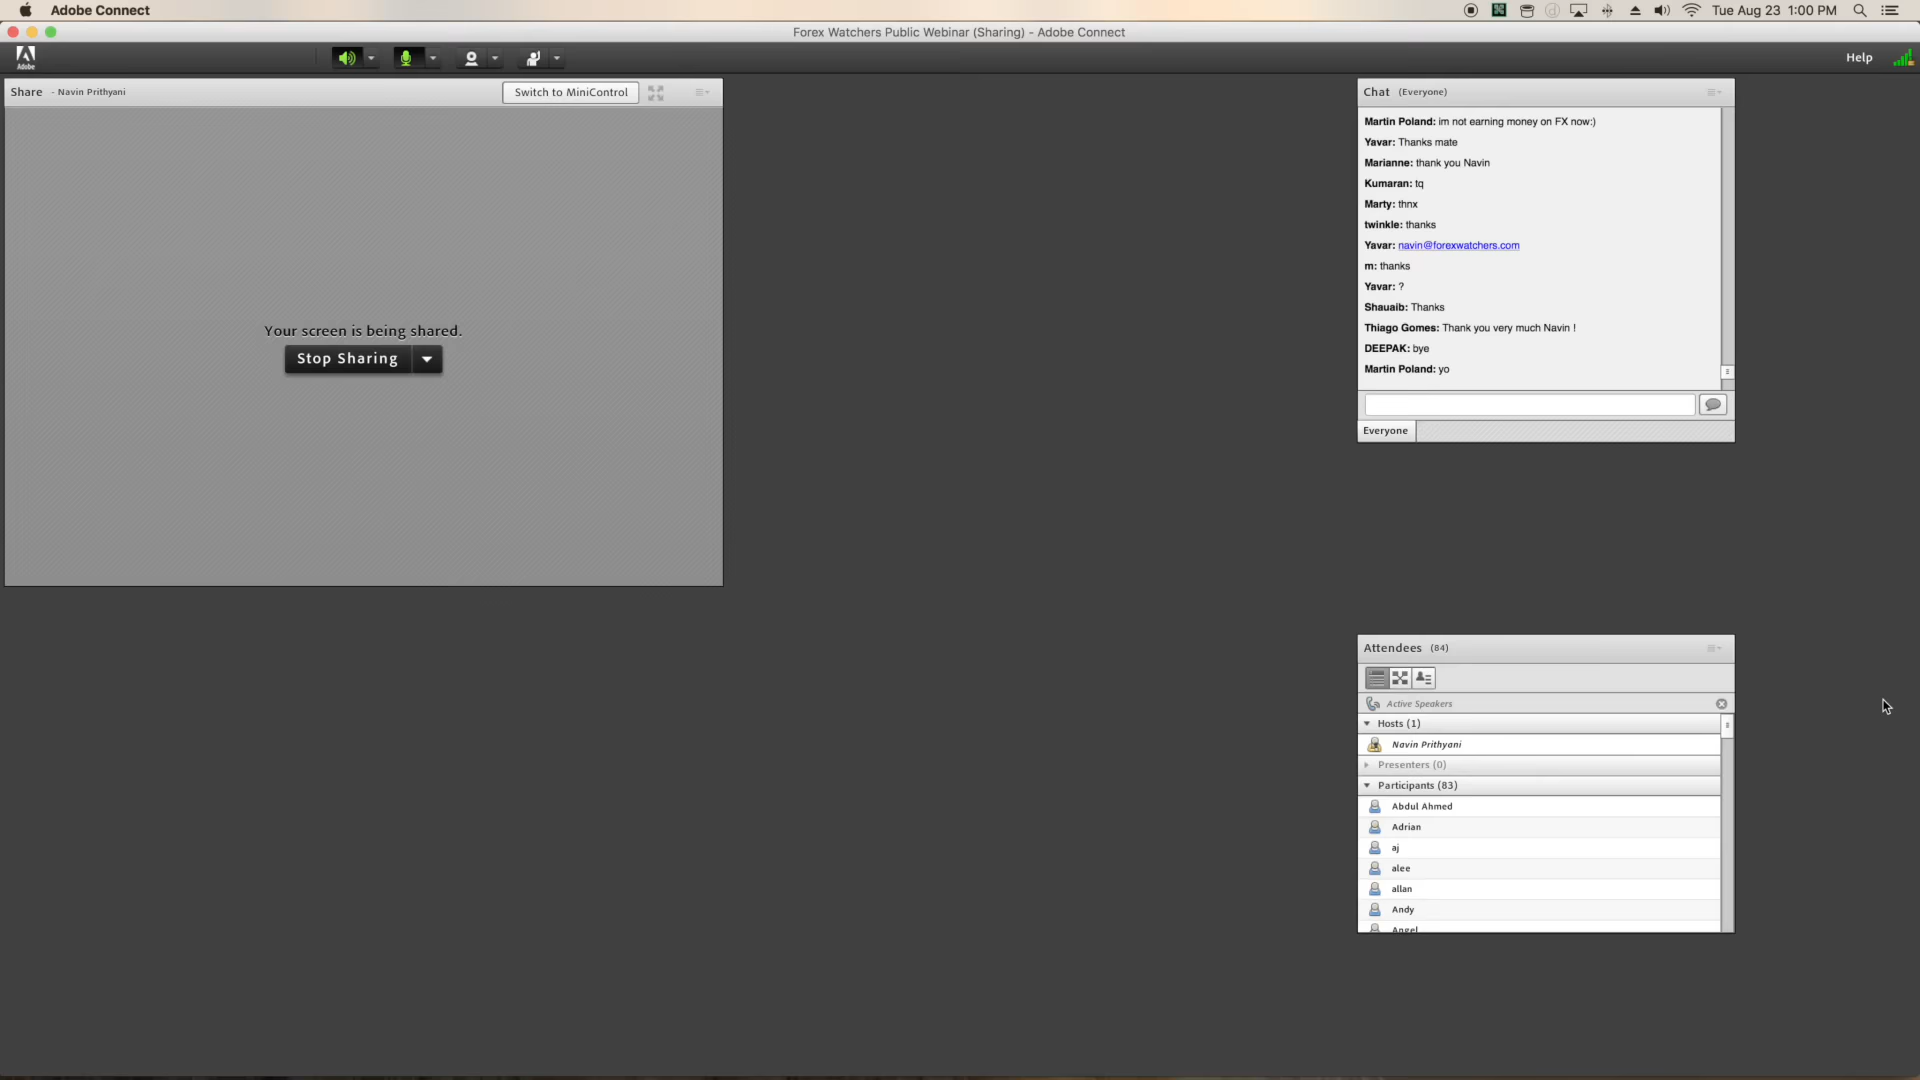 Adobe Connect
Tue Aug 23 1:00 PM
Forex Watchers Public Webinar (Sharing) - Adobe Connect
Adobe
Help
Share - Navin Prithyani
Switch to MiniControl
Your screen is being shared.
Stop Sharing
Chat (Everyone)
Martin Poland: im not earning money on FX now:)
Yavar: Thanks mate
Marianne: thank you Navin
Kumaran: tq
Marty: thnx
twinkle: thanks
Yavar: navin@forexwatchers.com
m: thanks
Yavar: ?
Shauaib: Thanks
Thiago Gomes: Thank you very much Navin !
DEEPAK: bye
Martin Poland: yo
Everyone
Attendees (84)
Active Speakers
Hosts (1)
Navin Prithyani
Presenters (0)
Participants (83)
Abdul Ahmed
Adrian
aj
alee
allan
Andy
Angel